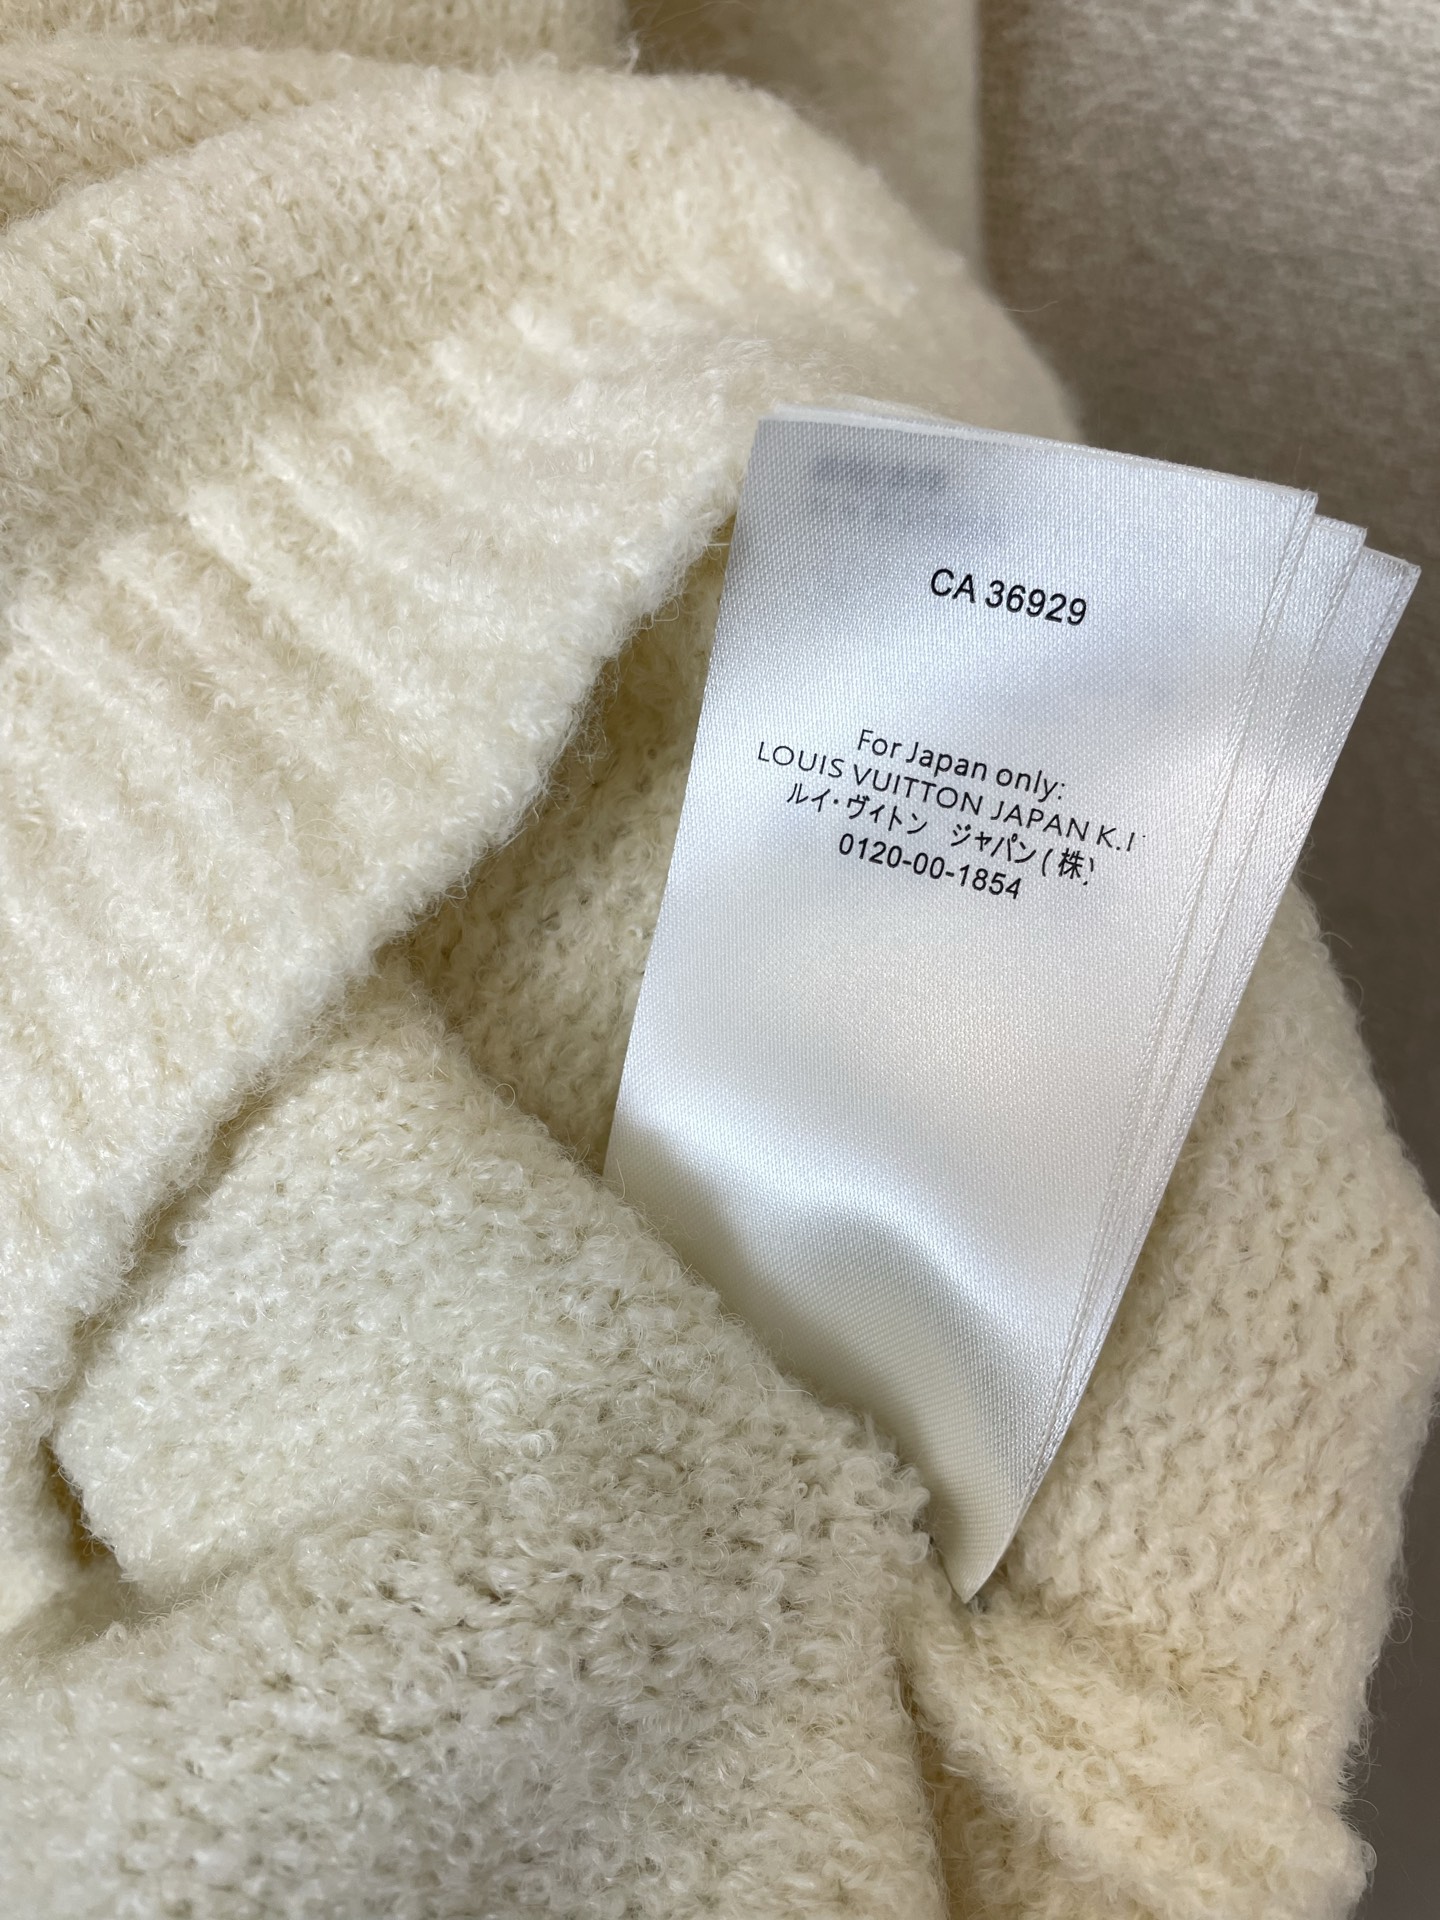 CA 36929
For Japan only:
LOUIS VUITTON JAPAN K.
ルイ・ヴィトン ジャパン(株)
0120-00-1854